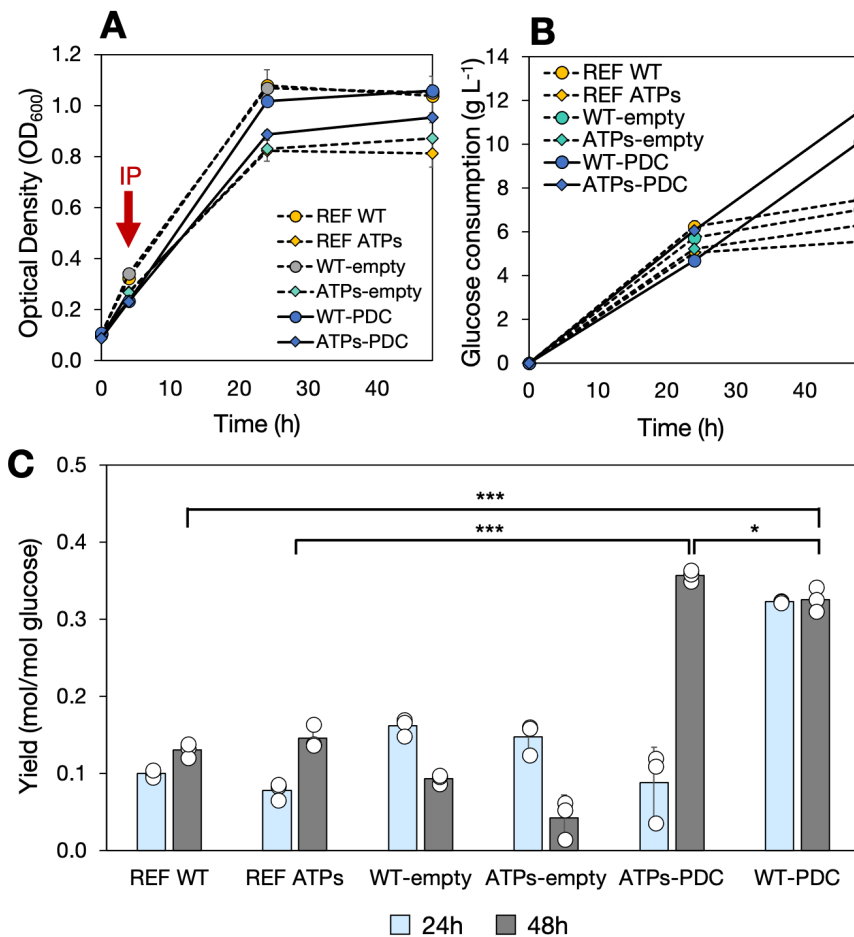 A
Optical Density (OD600)
1.2
1.0
0.8
0.6
0.4
0.2
0.0
IP
REF WT
REF ATPs
WT-empty
ATPs-empty
WT-PDC
ATPs-PDC
0 10 20 30 40
Time (h)
B
Glucose consumption (g L-1)
14
12
10
8
6
4
2
0
REF WT
REF ATPs
WT-empty
ATPs-empty
WT-PDC
ATPs-PDC
0 10 20 30 40
Time (h)
C
Yield (mol/mol glucose)
0.5
0.4
0.3
0.2
0.1
0.0
***
***
*
REF WT REF ATPs WT-empty ATPs-empty ATPs-PDC WT-PDC
24h 48h